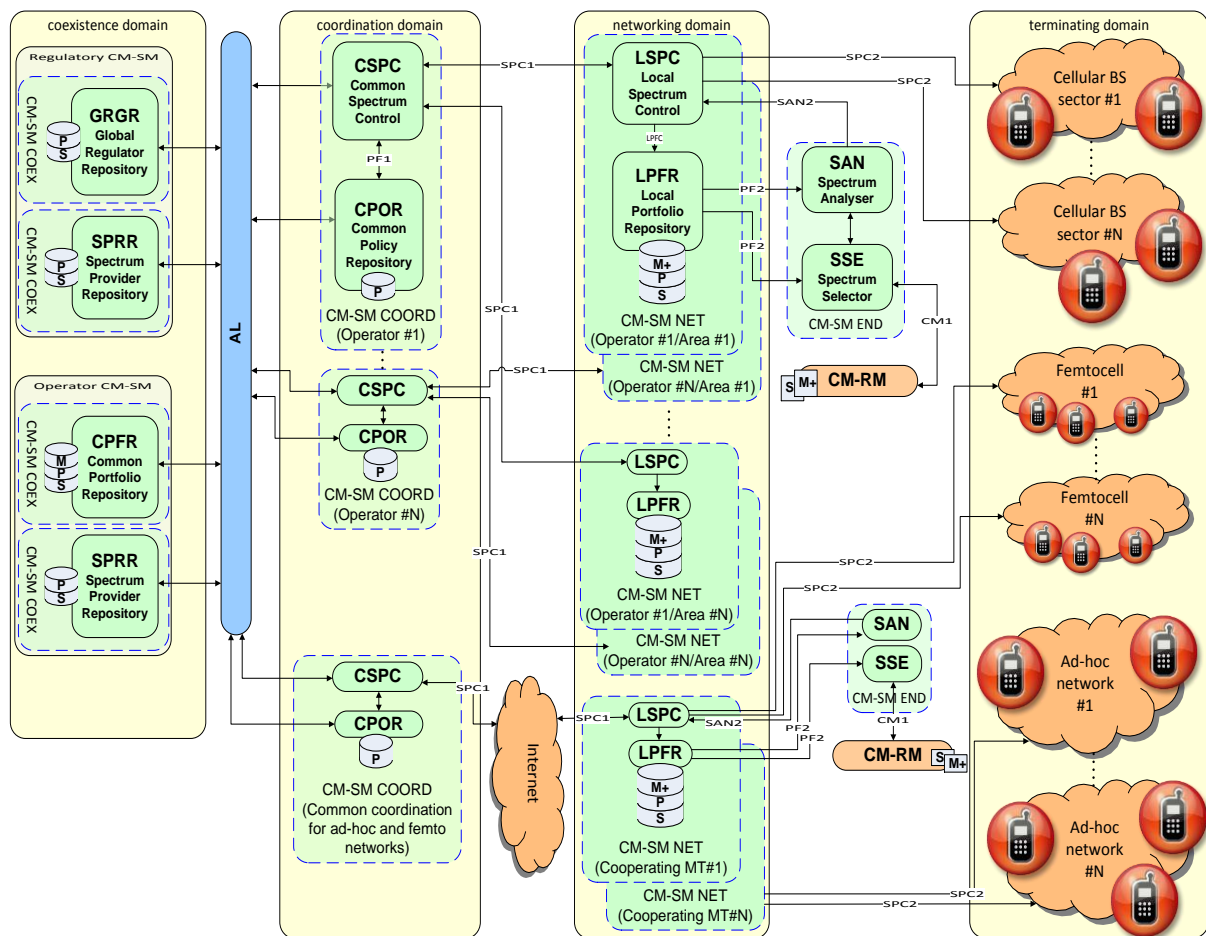 coexistence domain
Regulatory CM-SM
CM-SM COEX
GRGR
Global
Regulator
Repository
P
S
CM-SM COEX
SPRR
Spectrum
Provider
Repository
P
S
Operator CM-SM
CM-SM COEX
CPFR
Common
Portfolio
Repository
M
P
S
CM-SM COEX
SPRR
Spectrum
Provider
Repository
P
S
AL
coordination domain
CSPC
Common
Spectrum
Control
PF1
CPOR
Common
Policy
Repository
P
CM-SM COORD
(Operator #1)
CSPC
CPOR
P
CM-SM COORD
(Operator #N)
CSPC
CPOR
P
CM-SM COORD
(Common coordination
for ad-hoc and femto
networks)
SPC1
SPC1
SPC1
SPC1
SPC1
Internet
SPC1
networking domain
LSPC
Local
Spectrum
Control
LPFC
LPFR
Local
Portfolio
Repository
M+
P
S
CM-SM NET
(Operator #1/Area #1)
CM-SM NET
(Operator #N/Area #1)
LSPC
LPFR
M+
P
S
CM-SM NET
(Operator #1/Area #N)
CM-SM NET
(Operator #N/Area #N)
LSPC
LPFR
M+
P
S
CM-SM NET
(Cooperating MT#1)
CM-SM NET
(Cooperating MT#N)
SPC2
SPC2
SAN2
PF2
PF2
SAN
Spectrum
Analyser
SSE
Spectrum
Selector
CM-SM END
CM1
CM-RM
S
M+
SPC2
SPC2
SAN
SSE
CM-SM END
SAN2
PF2
PF2
CM1
CM-RM
S
M+
SPC2
SPC2
terminating domain
Cellular BS
sector #1
Cellular BS
sector #N
Femtocell
#1
Femtocell
#N
Ad-hoc
network
#1
Ad-hoc
network
#N